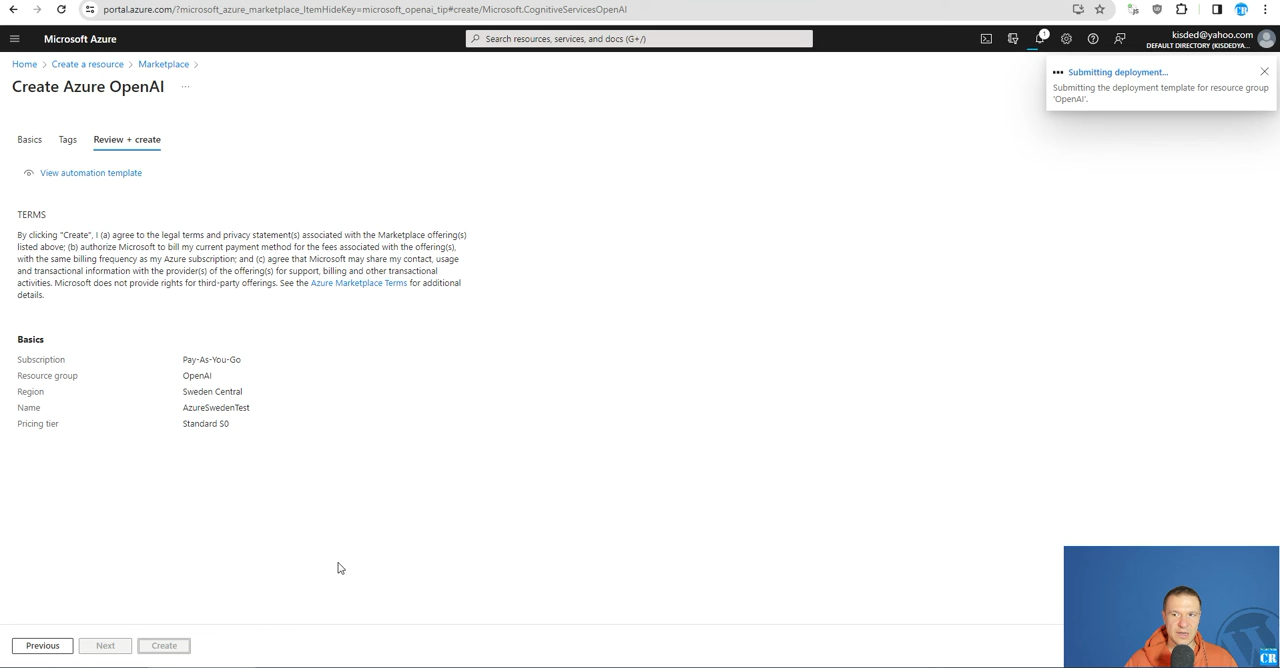 portal.azure.com/?microsoft_azure_marketplace_ItemHideKey=microsoft_openai_tip#create/Microsoft.CognitiveServicesOpenAI
Microsoft Azure
Search resources, services, and docs (G+/)
1
kisded@yahoo.com
DEFAULT DIRECTORY (KISDEDYA...
Home > Create a resource > Marketplace >
Create Azure OpenAI ...
Submitting deployment...
Submitting the deployment template for resource group
'OpenAI'.
Basics Tags Review + create
View automation template
TERMS
By clicking "Create", I (a) agree to the legal terms and privacy statement(s) associated with the Marketplace offering(s)
listed above; (b) authorize Microsoft to bill my current payment method for the fees associated with the offering(s),
with the same billing frequency as my Azure subscription; and (c) agree that Microsoft may share my contact, usage
and transactional information with the provider(s) of the offering(s) for support, billing and other transactional
activities. Microsoft does not provide rights for third-party offerings. See the Azure Marketplace Terms for additional
details.
Basics
Subscription Pay-As-You-Go
Resource group OpenAI
Region Sweden Central
Name AzureSwedenTest
Pricing tier Standard S0
Previous Next Create
CR